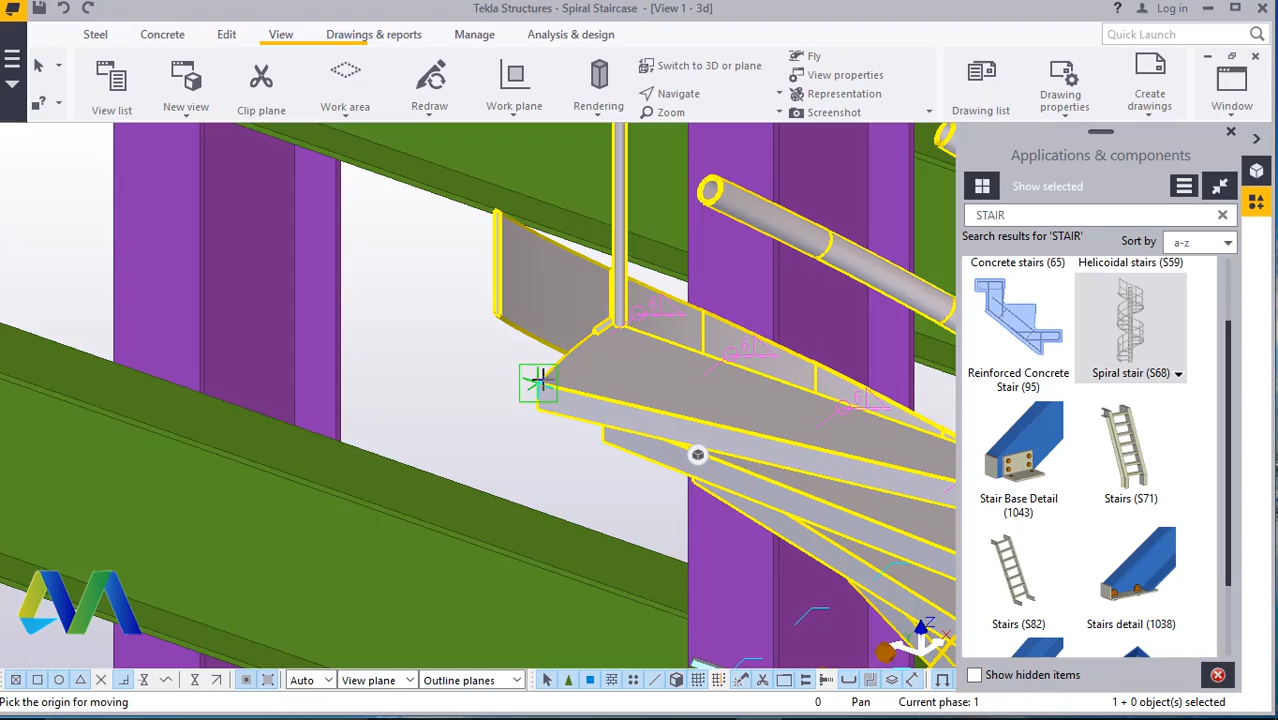 Tekla Structures - Spiral Staircase - [View 1 - 3d]
? Log in
Steel Concrete Edit View Drawings & reports Manage Analysis & design
Quick Launch
View list
New view
Clip plane
Work area
Redraw
Work plane
Rendering
Switch to 3D or plane
Navigate
Zoom
Fly
View properties
Representation
Screenshot
Drawing list
Drawing properties
Create drawings
Window
Applications & components
Show selected
STAIR
Search results for 'STAIR'
Sort by a-z
Concrete stairs (65)
Helicoidal stairs (S59)
Reinforced Concrete Stair (95)
Spiral stair (S68)
Stair Base Detail (1043)
Stairs (S71)
Stairs (S82)
Stairs detail (1038)
Show hidden items
6
6
6
Z
X
Auto
View plane
Outline planes
Pick the origin for moving
0
Pan
Current phase: 1
1 + 0 object(s) selected